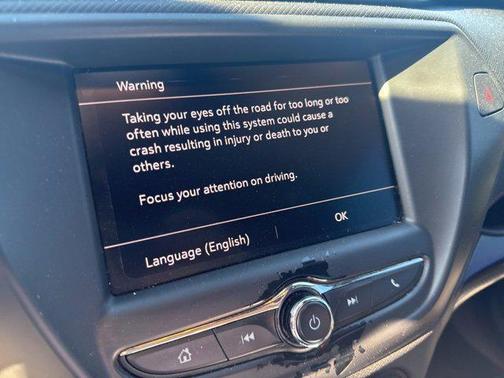 Warning
Taking your eyes off the road for too long or too
often while using this system could cause a
crash resulting in injury or death to you or
others.
Focus your attention on driving.
Language (English)
OK